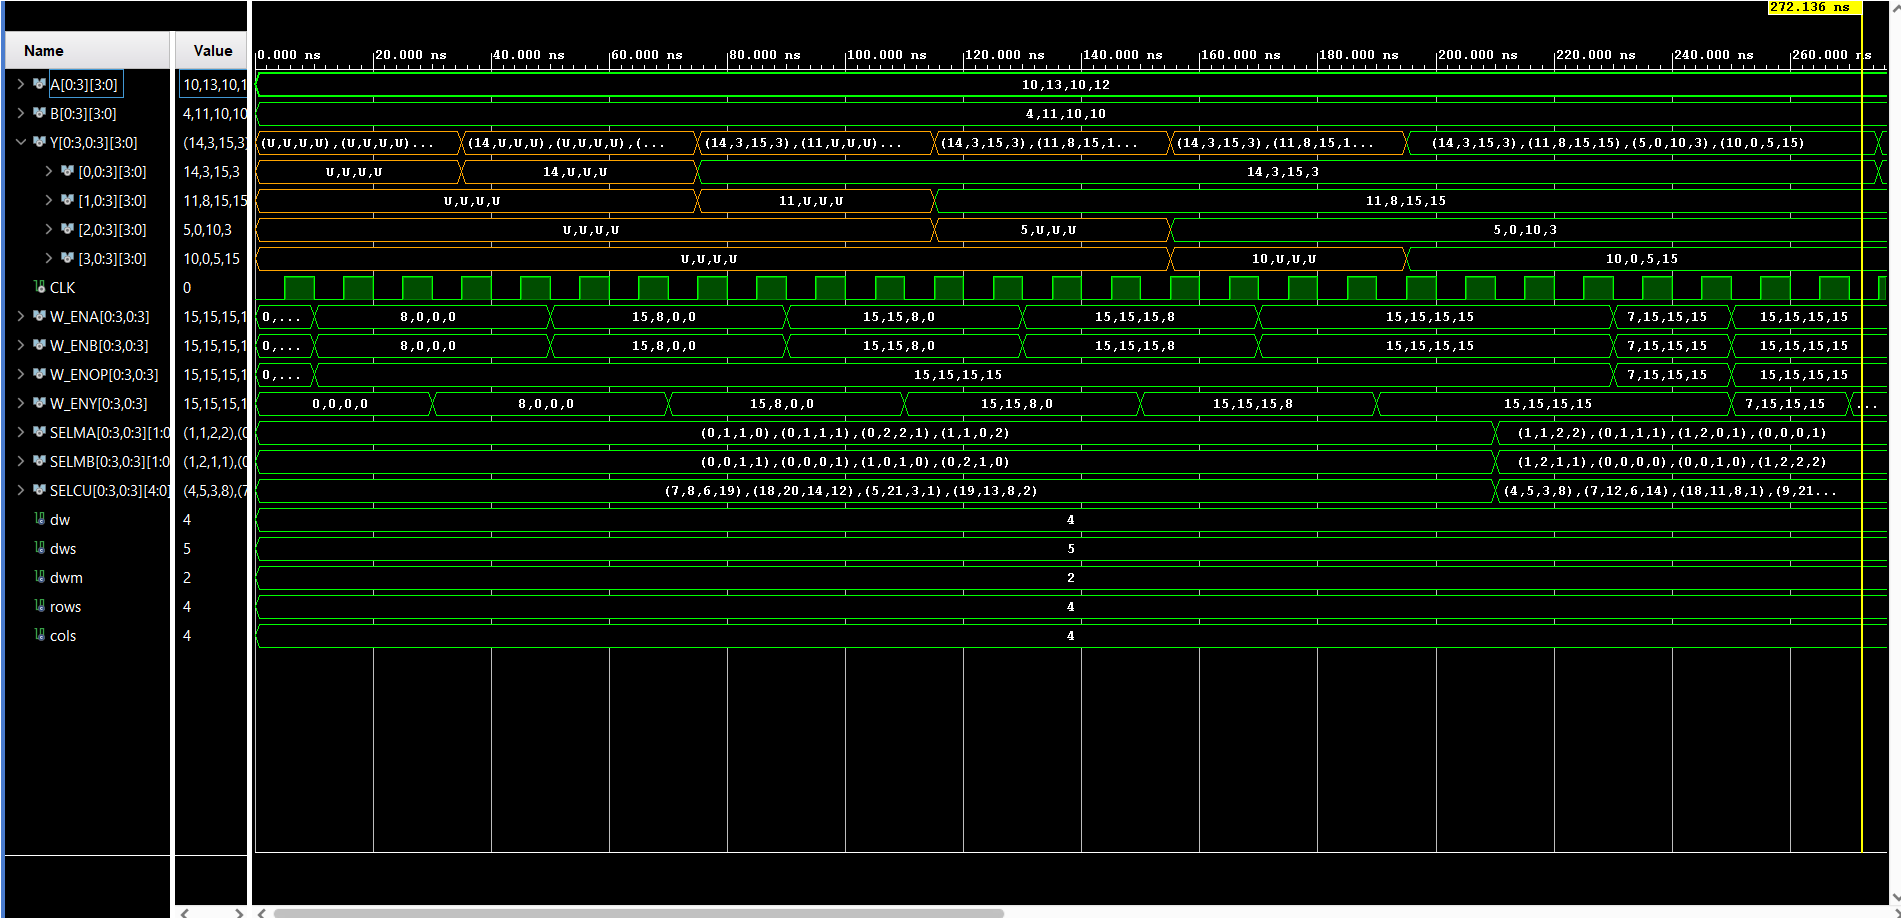 272.136 ns
Name Value
0.000 ns 20.000 ns 40.000 ns 60.000 ns 80.000 ns 100.000 ns 120.000 ns 140.000 ns 160.000 ns 180.000 ns 200.000 ns 220.000 ns 240.000 ns 260.000 ns
A[0:3][3:0] 10,13,10,1 10,13,10,12
B[0:3][3:0] 4,11,10,10 4,11,10,10
Y[0:3,0:3][3:0] (14,3,15,3) (U,U,U,U),(U,U,U,U)... (14,U,U,U),(U,U,U,U),(... (14,3,15,3),(11,U,U,U)... (14,3,15,3),(11,8,15,1... (14,3,15,3),(11,8,15,1... (14,3,15,3),(11,8,15,15),(5,0,10,3),(10,0,5,15)
[0,0:3][3:0] 14,3,15,3 U,U,U,U 14,U,U,U 14,3,15,3
[1,0:3][3:0] 11,8,15,15 U,U,U,U 11,U,U,U 11,8,15,15
[2,0:3][3:0] 5,0,10,3 U,U,U,U 5,U,U,U 5,0,10,3
[3,0:3][3:0] 10,0,5,15 U,U,U,U 10,U,U,U 10,0,5,15
CLK 0
W_ENA[0:3,0:3] 15,15,15,1 0,... 8,0,0,0 15,8,0,0 15,15,8,0 15,15,15,8 15,15,15,15 7,15,15,15 15,15,15,15
W_ENB[0:3,0:3] 15,15,15,1 0,... 8,0,0,0 15,8,0,0 15,15,8,0 15,15,15,8 15,15,15,15 7,15,15,15 15,15,15,15
W_ENOP[0:3,0:3] 15,15,15,1 0,... 15,15,15,15 7,15,15,15 15,15,15,15
W_ENY[0:3,0:3] 15,15,15,1 0,0,0,0 8,0,0,0 15,8,0,0 15,15,8,0 15,15,15,8 15,15,15,15 7,15,15,15 ...
SELMA[0:3,0:3][1:0 (1,1,2,2),(0 (0,1,1,0),(0,1,1,1),(0,2,2,1),(1,1,0,2) (1,1,2,2),(0,1,1,1),(1,2,0,1),(0,0,0,1)
SELMB[0:3,0:3][1:0 (1,2,1,1),(0 (0,0,1,1),(0,0,0,1),(1,0,1,0),(0,2,1,0) (1,2,1,1),(0,0,0,0),(0,0,1,0),(1,2,2,2)
SELCU[0:3,0:3][4:0] (4,5,3,8),(7 (7,8,6,19),(18,20,14,12),(5,21,3,1),(19,13,8,2) (4,5,3,8),(7,12,6,14),(18,11,8,1),(9,21...
dw 4 4
dws 5 5
dwm 2 2
rows 4 4
cols 4 4